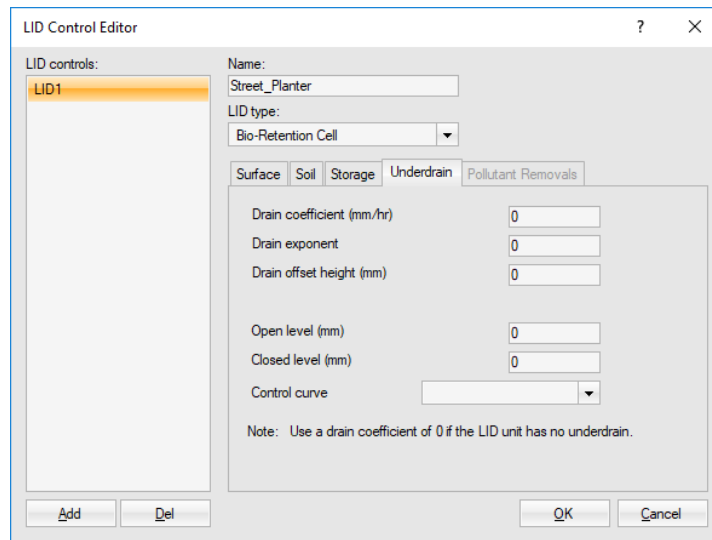 LID Control Editor ?
LID controls:
LID1
Name:
Street_Planter
LID type:
Bio-Retention Cell
Surface Soil Storage Underdrain Pollutant Removals
Drain coefficient (mm/hr) 0
Drain exponent 0
Drain offset height (mm) 0
Open level (mm) 0
Closed level (mm) 0
Control curve
Note: Use a drain coefficient of 0 if the LID unit has no underdrain.
Add Del OK Cancel